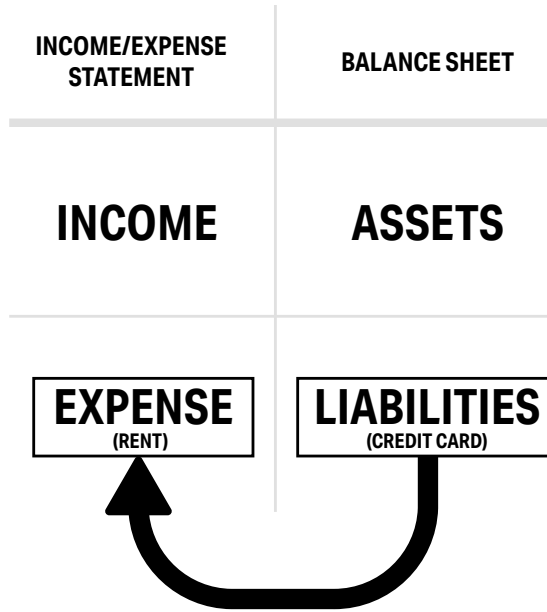 INCOME/EXPENSE
STATEMENT
BALANCE SHEET
INCOME
ASSETS
EXPENSE
(RENT)
LIABILITIES
(CREDIT CARD)